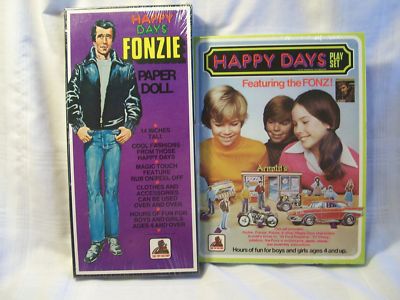 HAPPY
DAYS
FONZIE
PAPER
DOLL
14 INCHES
TALL
COOL FASHIONS
FROM THOSE
HAPPY DAYS
MAGIC TOUCH
FEATURE
RUB ON/PEEL OFF
CLOTHES AND
ACCESSORIES
CAN BE USED
OVER AND OVER
HOURS OF FUN FOR
BOYS AND GIRLS
AGES 4 AND OVER
HAPPY DAYS PLAY
SET
Featuring the FONZ!
Arnold's
Hours of fun for boys and girls ages 4 and up.